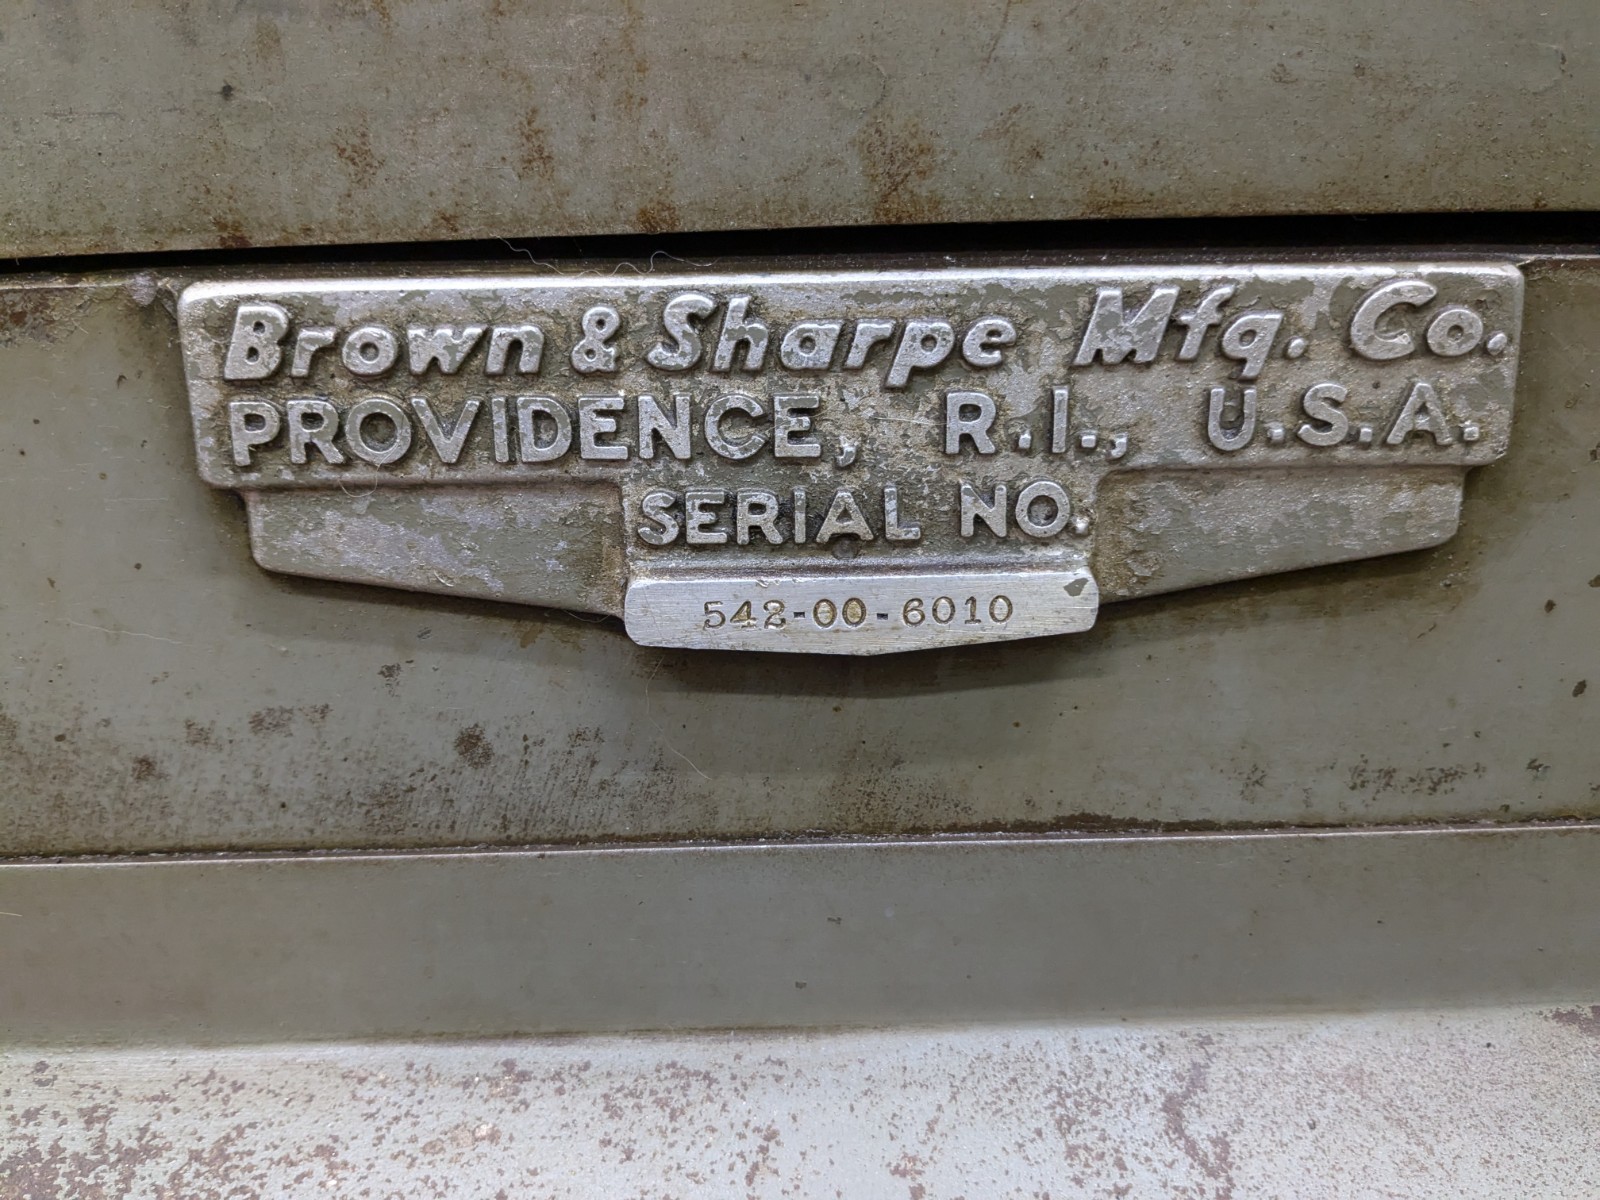 Brown & Sharpe Mfg. Co.
PROVIDENCE, R.I., U.S.A.
SERIAL NO.
542-00-6010